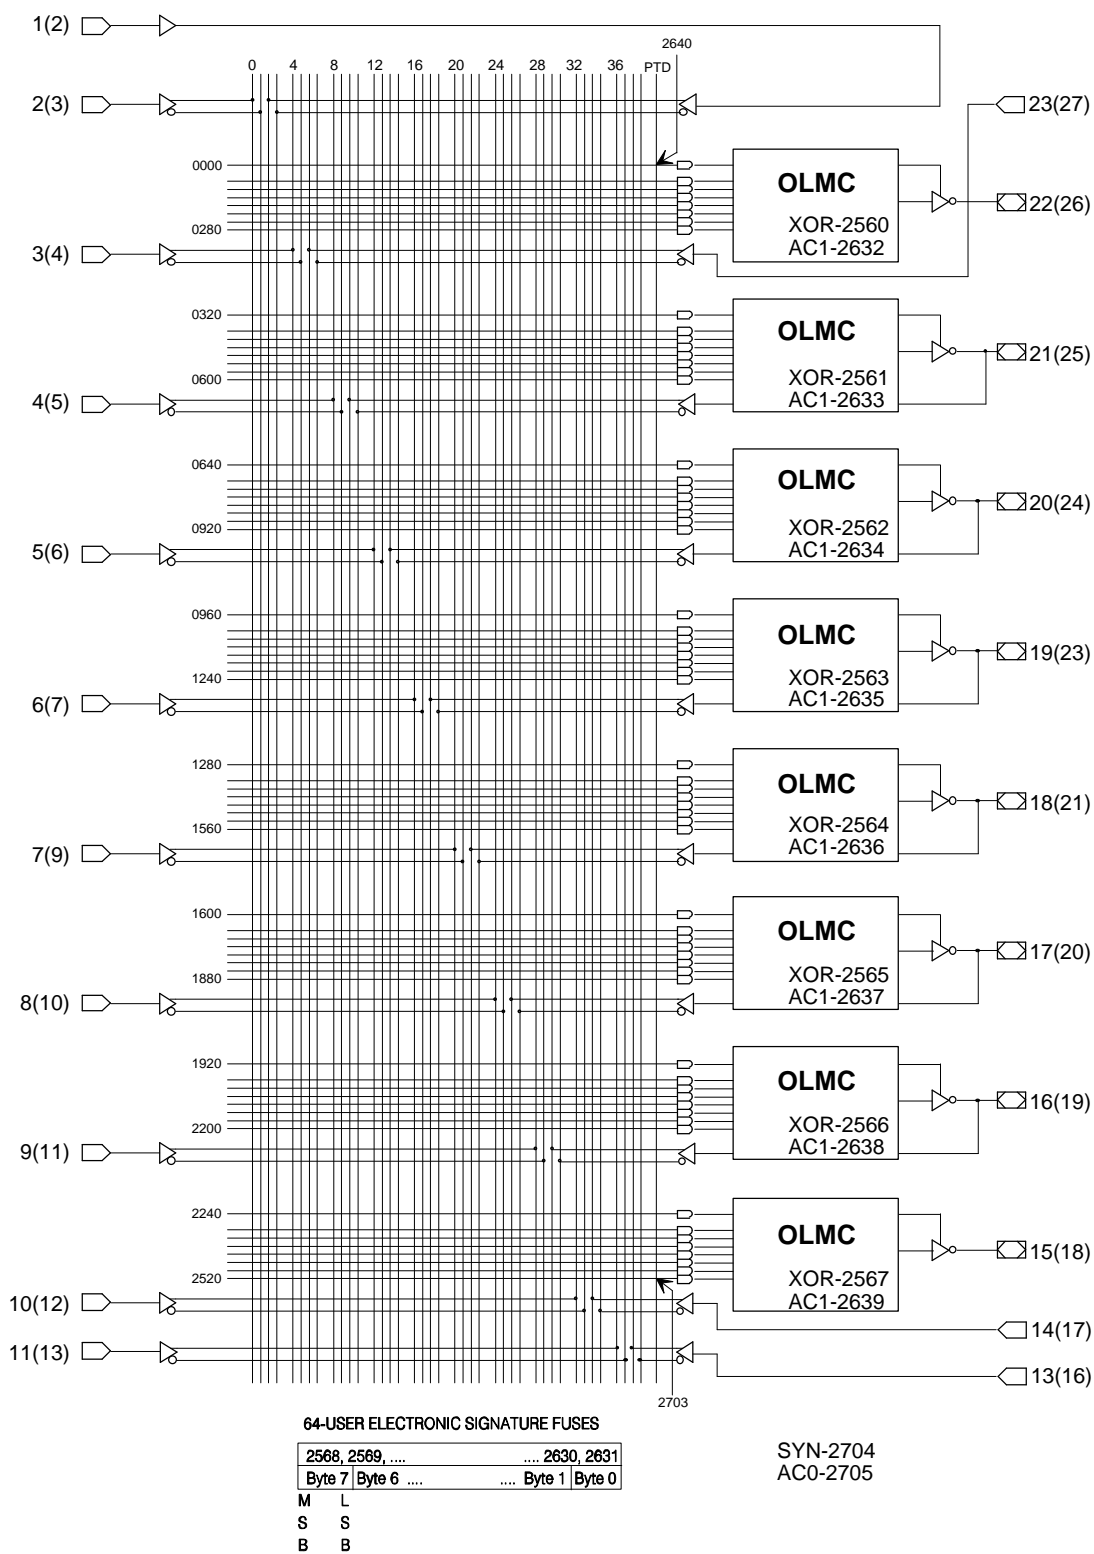 1(2)
2640
0 4 8 12 16 20 24 28 32 36 PTD
2(3)
23(27)
0000
OLMC
XOR-2560
AC1-2632
22(26)
0280
3(4)
0320
OLMC
XOR-2561
AC1-2633
21(25)
0600
4(5)
0640
OLMC
XOR-2562
AC1-2634
20(24)
0920
5(6)
0960
OLMC
XOR-2563
AC1-2635
19(23)
1240
6(7)
1280
OLMC
XOR-2564
AC1-2636
18(21)
1560
7(9)
1600
OLMC
XOR-2565
AC1-2637
17(20)
1880
8(10)
1920
OLMC
XOR-2566
AC1-2638
16(19)
2200
9(11)
2240
OLMC
XOR-2567
AC1-2639
15(18)
2520
10(12)
14(17)
11(13)
13(16)
2703
64-USER ELECTRONIC SIGNATURE FUSES
2568, 2569, .... .... 2630, 2631
Byte 7 Byte 6 .... .... Byte 1 Byte 0
M L
S S
B B
SYN-2704
AC0-2705